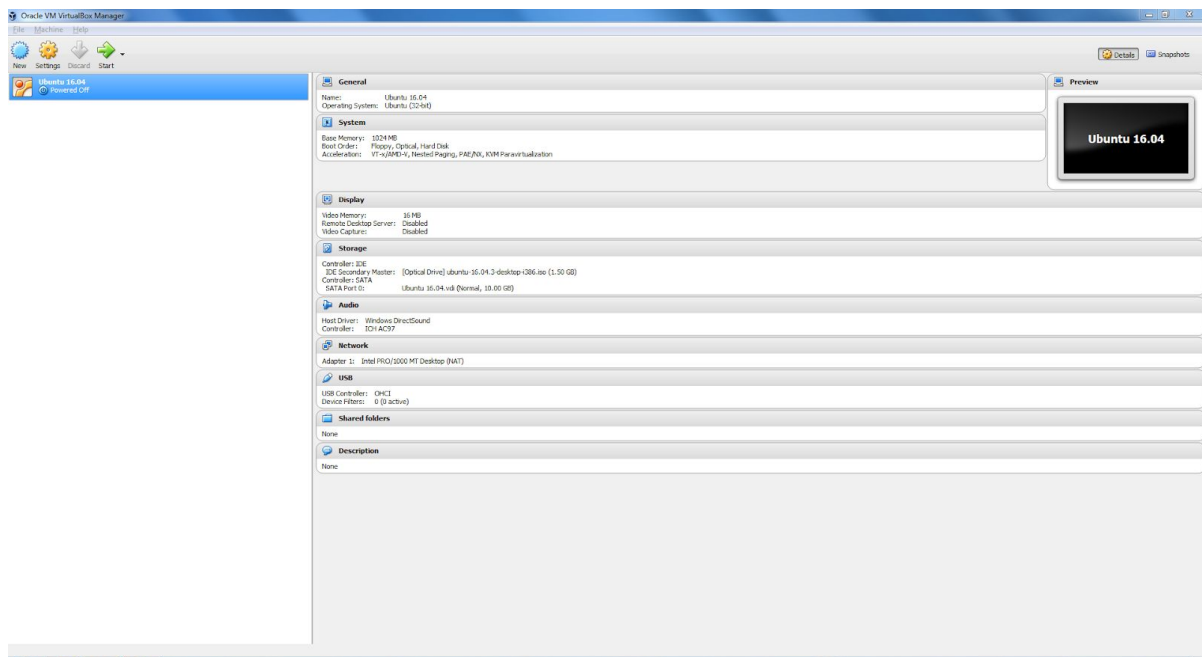 Oracle VM VirtualBox Manager
File Machine Help
New Settings Discard Start
Details Snapshots
Ubuntu 16.04
Powered Off
General
Name: Ubuntu 16.04
Operating System: Ubuntu (32-bit)
Preview
Ubuntu 16.04
System
Base Memory: 1024 MB
Boot Order: Floppy, Optical, Hard Disk
Acceleration: VT-x/AMD-V, Nested Paging, PAE/NX, KVM Paravirtualization
Display
Video Memory: 16 MB
Remote Desktop Server: Disabled
Video Capture: Disabled
Storage
Controller: IDE
IDE Secondary Master: [Optical Drive] ubuntu-16.04.3-desktop-i386.iso (1.50 GB)
Controller: SATA
SATA Port 0: Ubuntu 16.04.vdi (Normal, 10.00 GB)
Audio
Host Driver: Windows DirectSound
Controller: ICH AC97
Network
Adapter 1: Intel PRO/1000 MT Desktop (NAT)
USB
USB Controller: OHCI
Device Filters: 0 (0 active)
Shared folders
None
Description
None